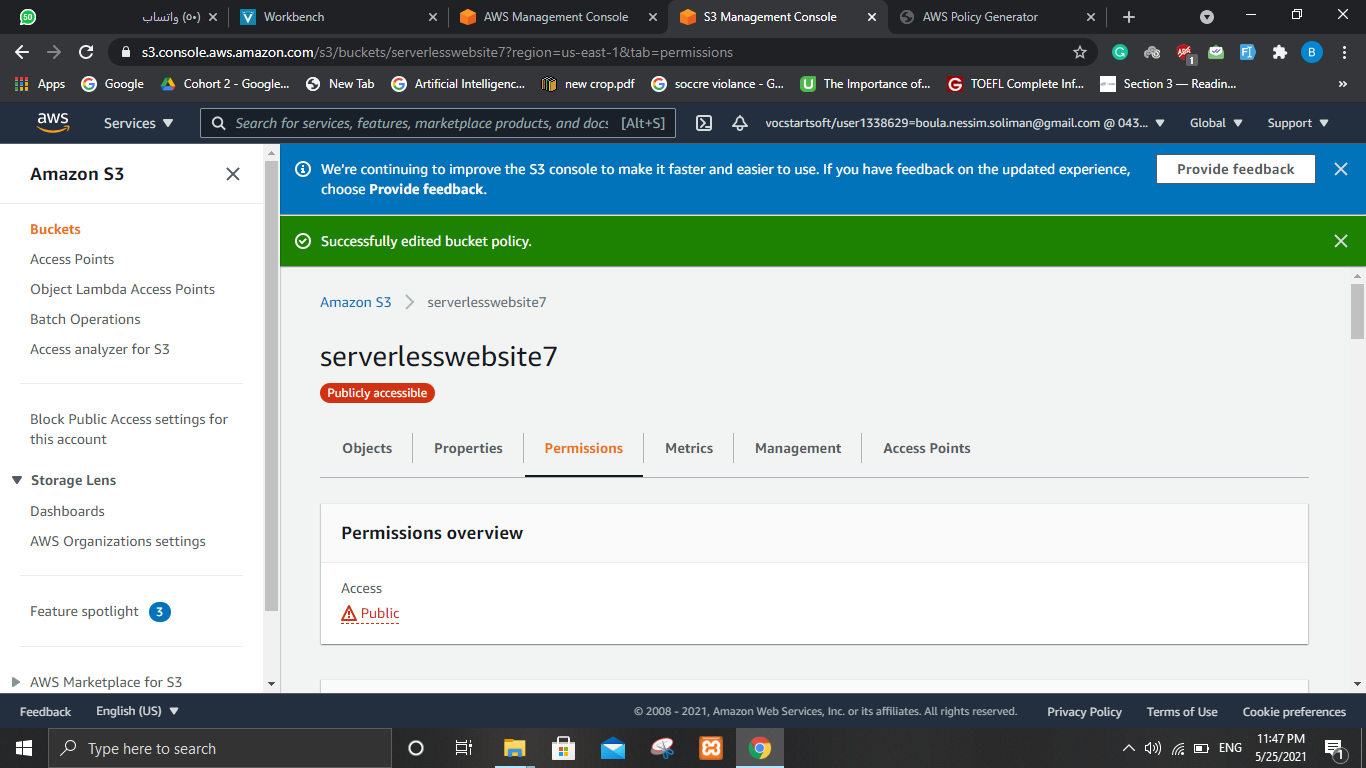 50
(٥٠) واتساب
Workbench
AWS Management Console
S3 Management Console
AWS Policy Generator
s3.console.aws.amazon.com/s3/buckets/serverlesswebsite7?region=us-east-1&tab=permissions
1
B
Apps
Google
Cohort 2 - Google...
New Tab
Artificial Intelligenc...
new crop.pdf
soccre violance - G...
The Importance of...
TOEFL Complete Inf...
Section 3 — Readin...
»
aws
Services
Search for services, features, marketplace products, and docs
[Alt+S]
vocstartsoft/user1338629=boula.nessim.soliman@gmail.com @ 043...
Global
Support
Amazon S3
Buckets
Access Points
Object Lambda Access Points
Batch Operations
Access analyzer for S3
Block Public Access settings for
this account
Storage Lens
Dashboards
AWS Organizations settings
Feature spotlight 3
AWS Marketplace for S3
We're continuing to improve the S3 console to make it faster and easier to use. If you have feedback on the updated experience,
choose Provide feedback.
Provide feedback
Successfully edited bucket policy.
Amazon S3
serverlesswebsite7
serverlesswebsite7
Publicly accessible
Objects
Properties
Permissions
Metrics
Management
Access Points
Permissions overview
Access
Public
Feedback
English (US)
© 2008 - 2021, Amazon Web Services, Inc. or its affiliates. All rights reserved.
Privacy Policy
Terms of Use
Cookie preferences
Type here to search
ENG
11:47 PM
5/25/2021
1